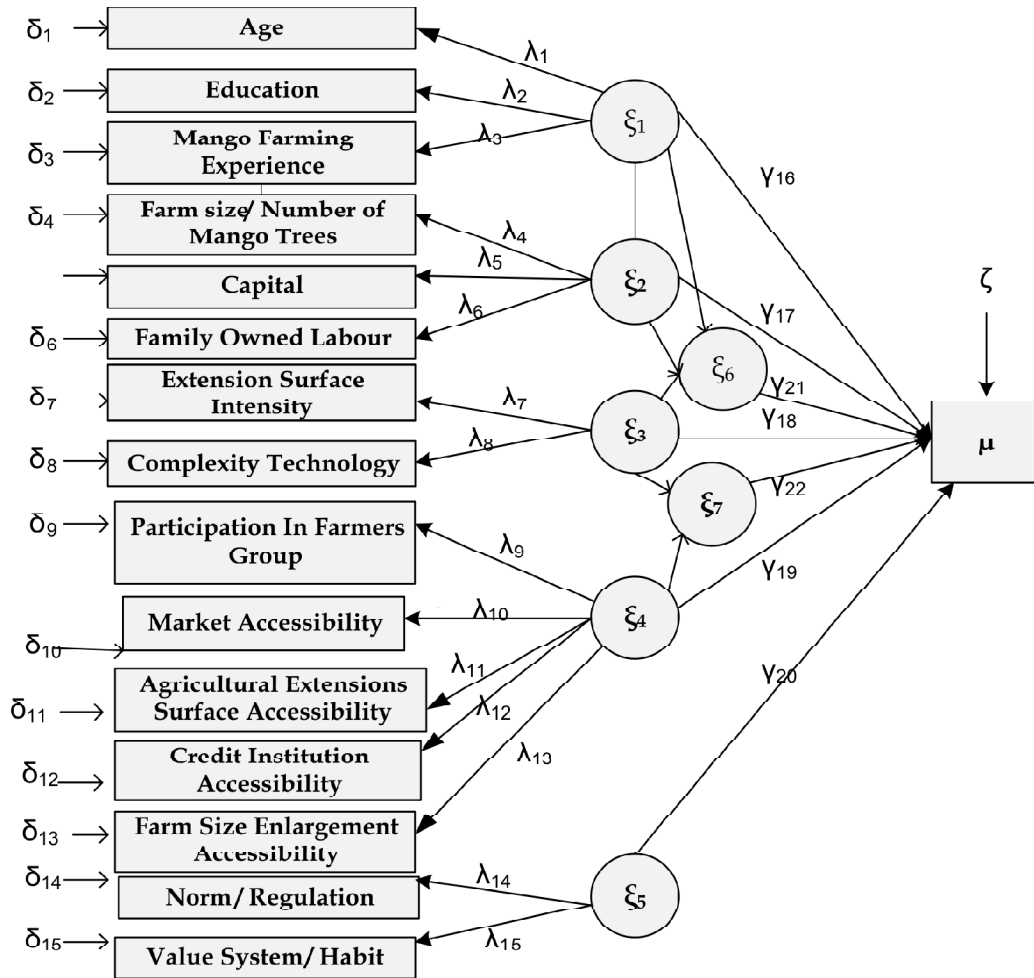 δ1
Age
λ1
δ2
Education
λ2
ξ1
δ3
Mango Farming
Experience
λ3
γ16
δ4
Farm size/ Number of
Mango Trees
λ4
Capital
λ5
ξ2
ζ
δ6
Family Owned Labour
λ6
γ17
ξ6
δ7
Extension Surface
Intensity
λ7
γ21
γ18
ξ3
μ
δ8
Complexity Technology
λ8
γ22
ξ7
δ9
Participation In Farmers
Group
λ9
γ19
Market Accessibility
λ10
ξ4
δ10
λ11
γ20
δ11
Agricultural Extensions
Surface Accessibility
λ12
δ12
Credit Institution
Accessibility
λ13
δ13
Farm Size Enlargement
Accessibility
δ14
Norm/ Regulation
λ14
ξ5
δ15
Value System/ Habit
λ15